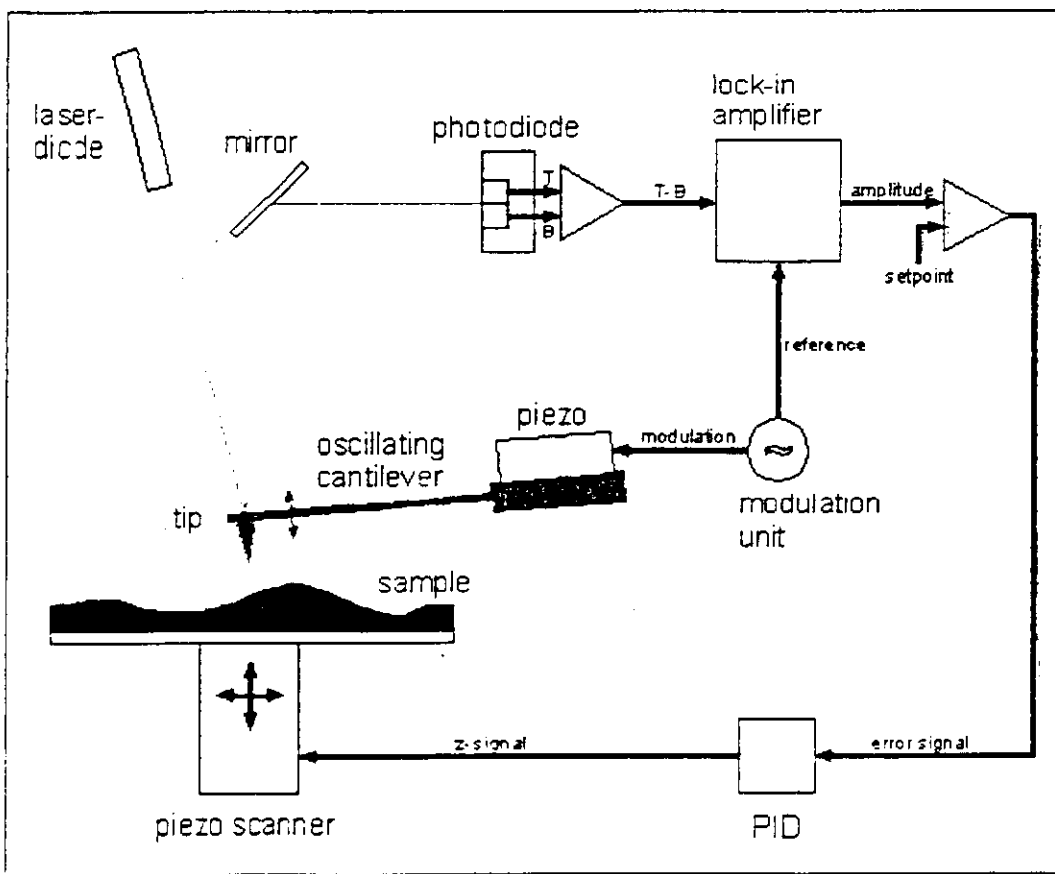 laser-
diode
mirror
photodiode
lock-in
amplifier
T
B
T-B
amplitude
setpoint
reference
piezo
modulation
≈
modulation
unit
oscillating
cantilever
tip
sample
z-signal
error signal
piezo scanner
PID